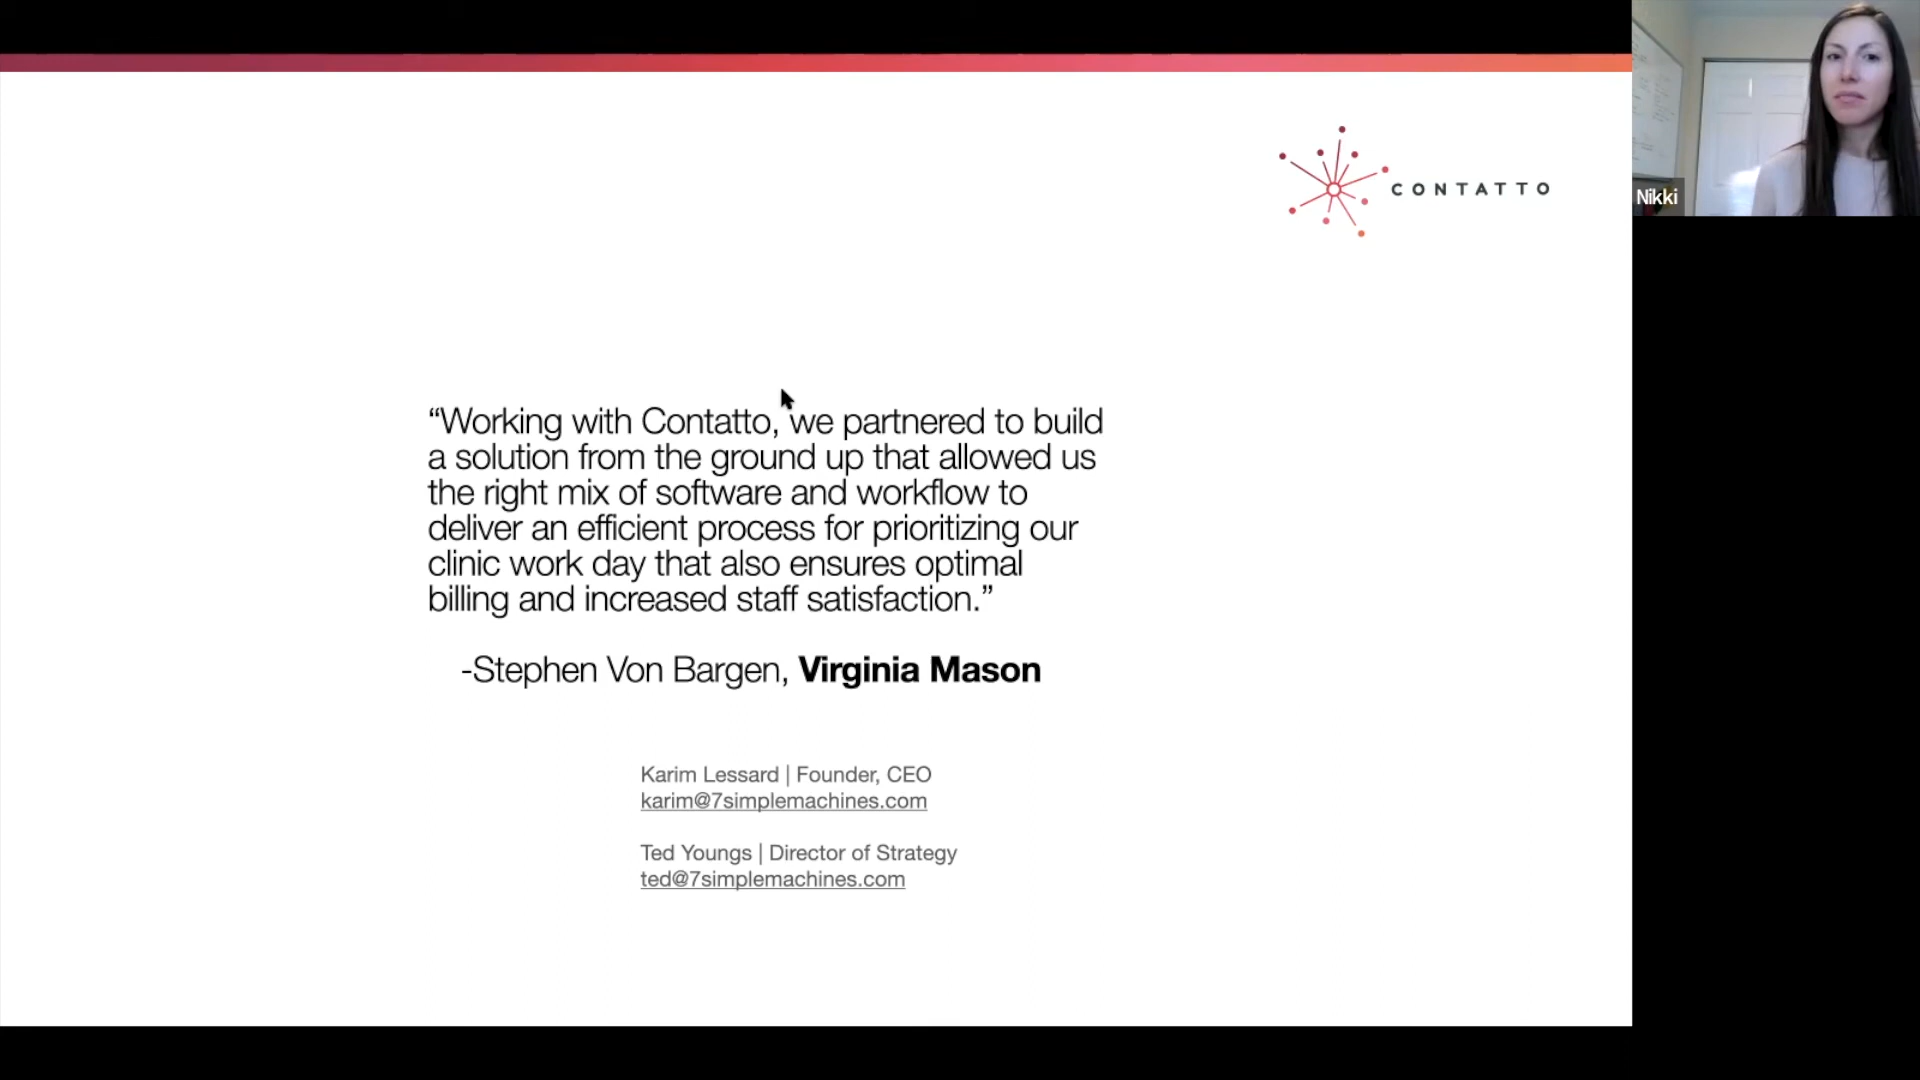 CONTATTO
Nikki
“Working with Contatto, we partnered to build
a solution from the ground up that allowed us
the right mix of software and workflow to
deliver an efficient process for prioritizing our
clinic work day that also ensures optimal
billing and increased staff satisfaction.”
-Stephen Von Bargen, Virginia Mason
Karim Lessard | Founder, CEO
karim@7simplemachines.com
Ted Youngs | Director of Strategy
ted@7simplemachines.com